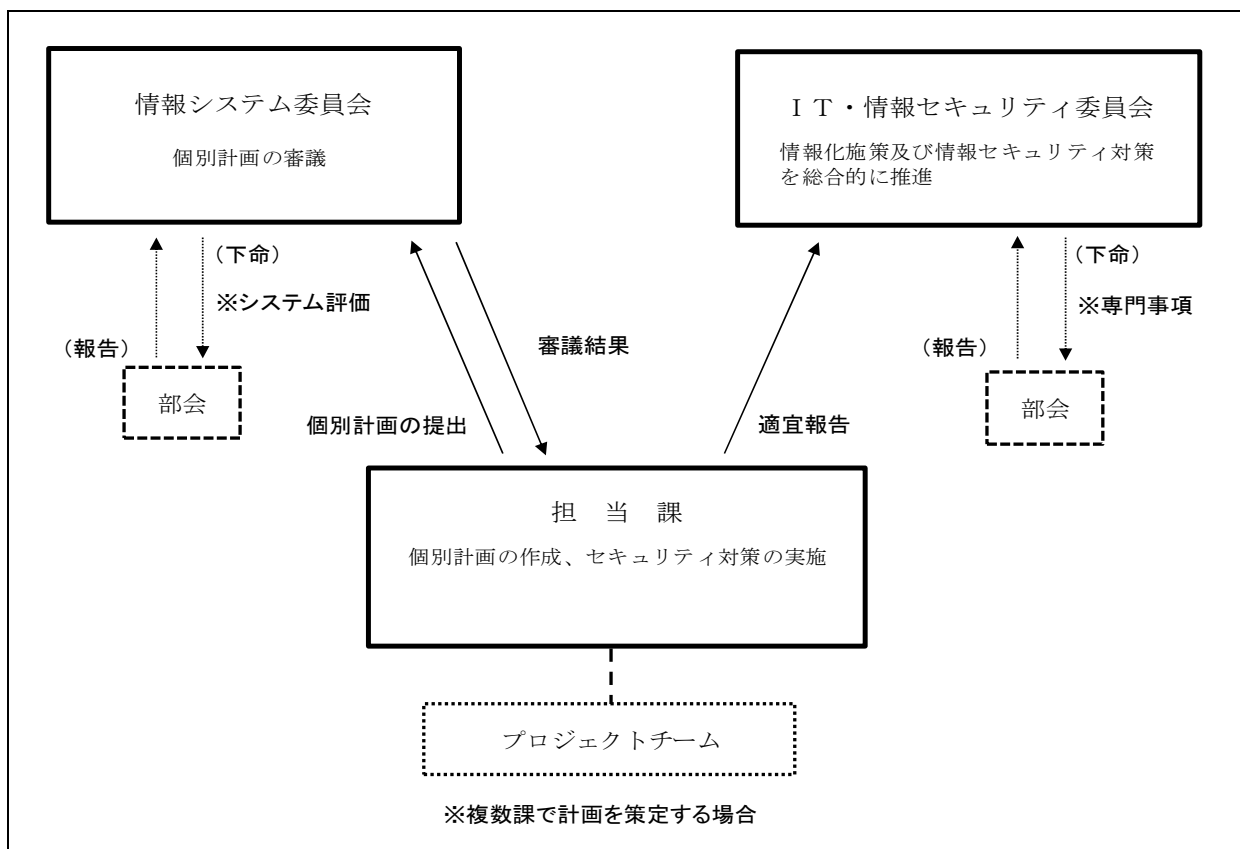 情報システム委員会
個別計画の審議
ＩＴ・情報セキュリティ委員会
情報化施策及び情報セキュリティ対策
を総合的に推進
（下命）
※システム評価
（報告）
部会
審議結果
個別計画の提出
適宜報告
（下命）
※専門事項
（報告）
部会
担　当　課
個別計画の作成、セキュリティ対策の実施
プロジェクトチーム
※複数課で計画を策定する場合